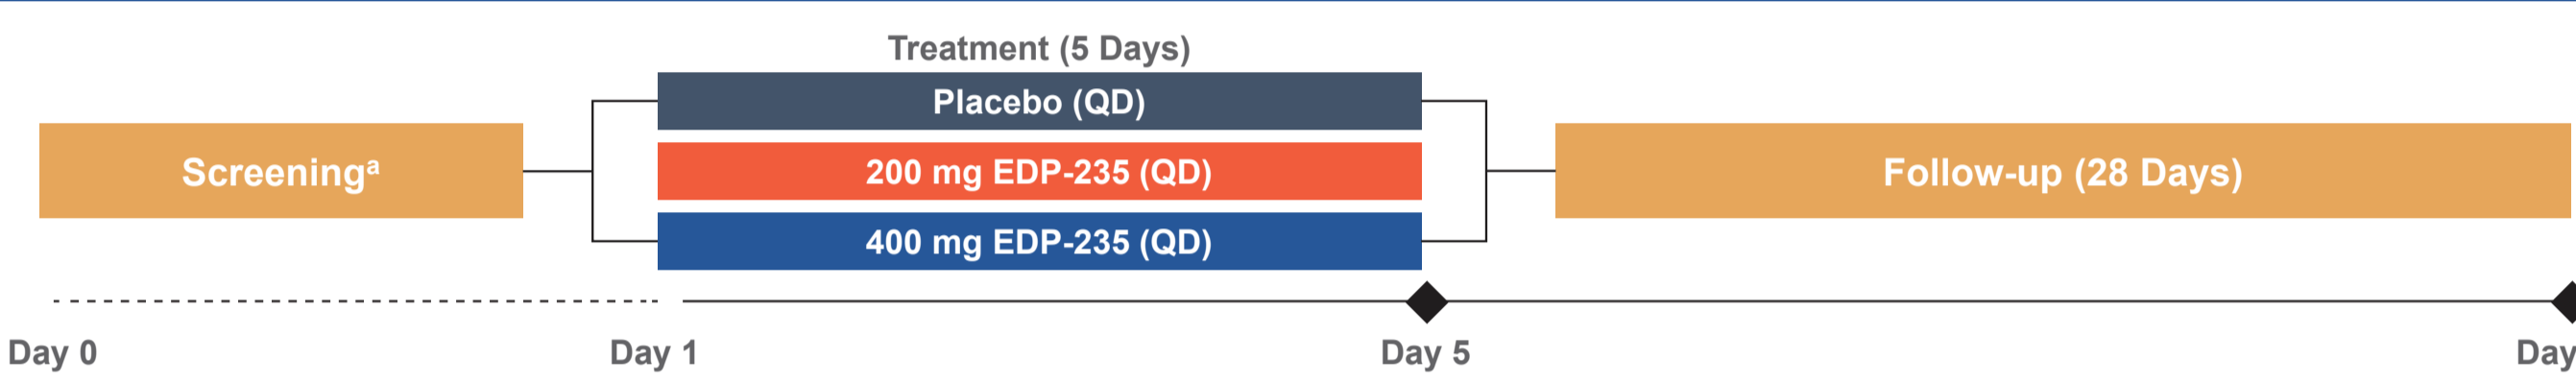 Treatment (5 Days)
Placebo (QD)
Screeningᵃ
200 mg EDP-235 (QD)
Follow-up (28 Days)
400 mg EDP-235 (QD)
Day 0
Day 1
Day 5
Day